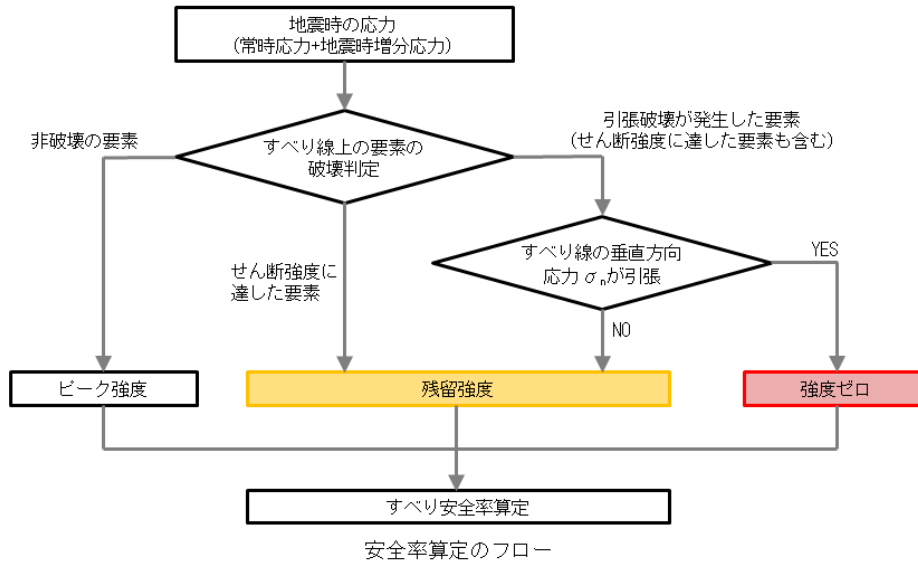 地震時の応力
(常時応力+地震時増分応力)
非破壊の要素
すべり線上の要素の
破壊判定
引張破壊が発生した要素
(せん断強度に達した要素も含む)
せん断強度に
達した要素
すべり線の垂直方向
応力σnが引張
YES
NO
ピーク強度
残留強度
強度ゼロ
すべり安全率算定
安全率算定のフロー